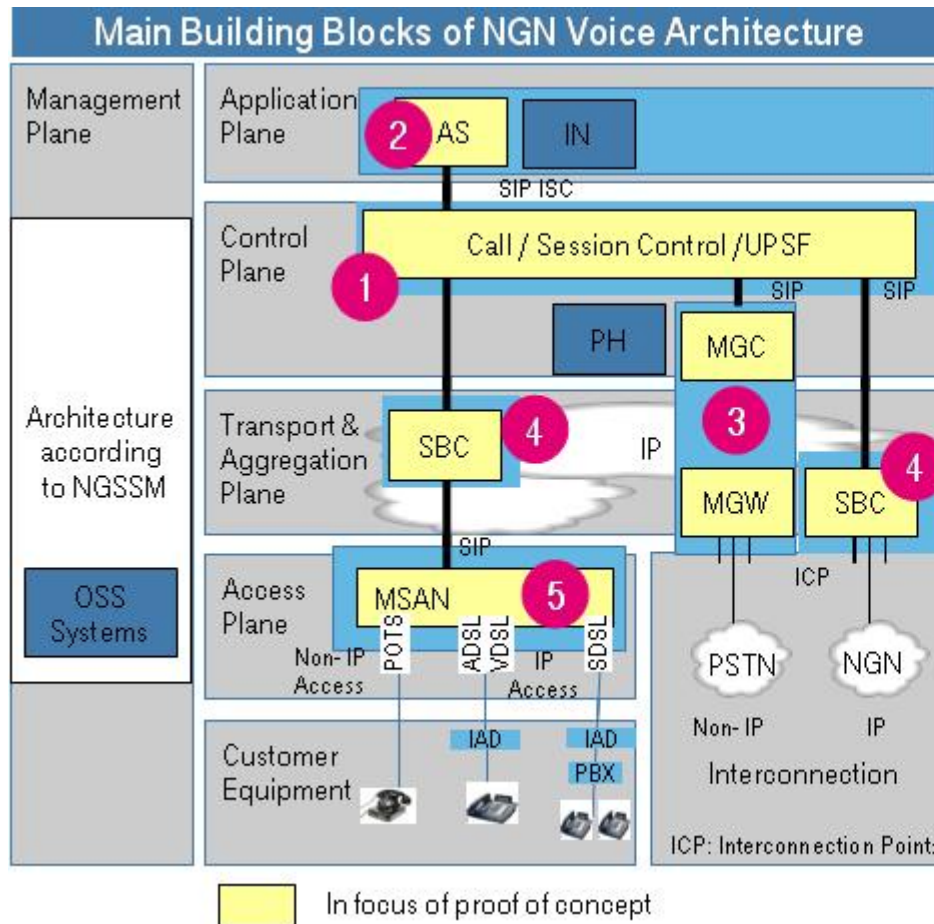 Main Building Blocks of NGN Voice Architecture
Management
Plane
Architecture
according
to NGSSM
OSS
Systems
Application
Plane
2
AS
IN
SIP ISC
Control
Plane
Call / Session Control /UPSF
1
SIP
SIP
PH
MGC
Transport &
Aggregation
Plane
SBC
4
IP
3
MGW
4
SBC
SIP
ICP
Access
Plane
MSAN
5
Non-IP
Access
POTS
ADSL
VDSL
IP
Access
SDSL
PSTN
NGN
Non-IP
IP
Interconnection
Customer
Equipment
IAD
IAD
PBX
ICP: Interconnection Point
In focus of proof of concept